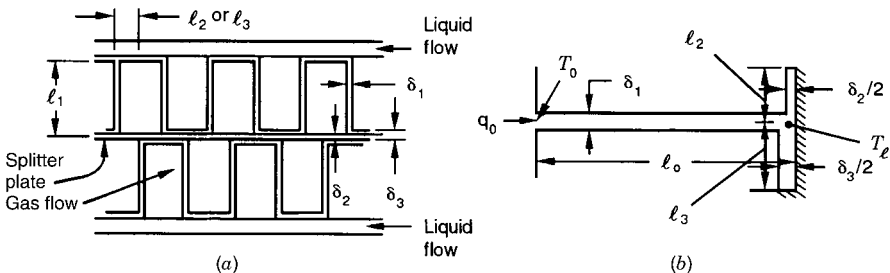 ℓ₂ or ℓ₃
Liquid
flow
ℓ₁
δ₁
Splitter
plate
Gas flow
δ₂
δ₃
Liquid
flow
(a)
T₀
q₀
δ₁
ℓ₂
δ₂/2
Tℓ
ℓₒ
δ₃/2
ℓ₃
(b)